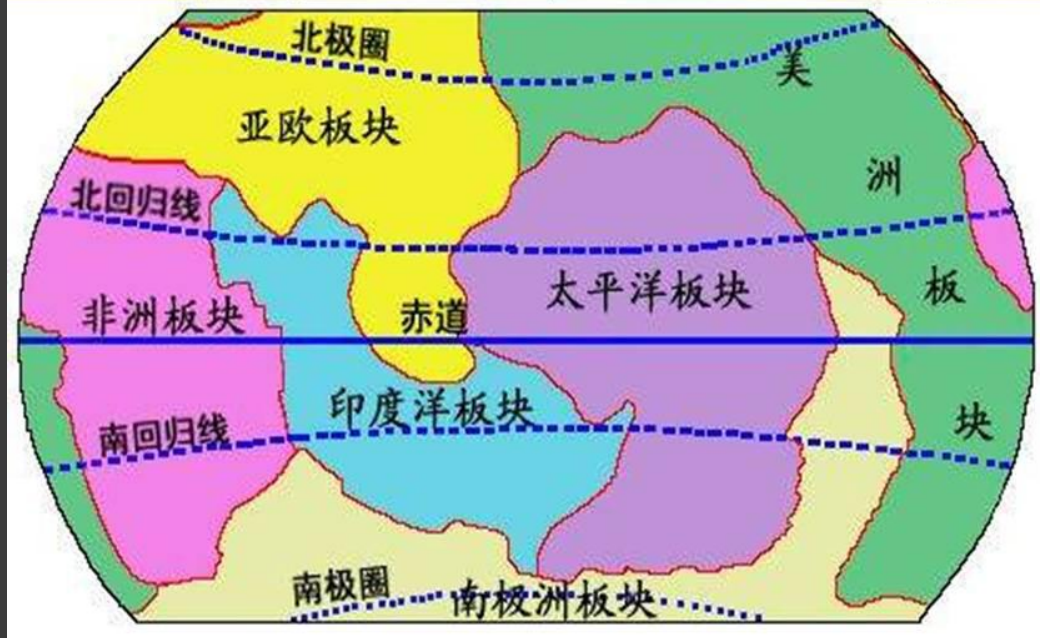 北极圈
美
亚欧板块
洲
北回归线
太平洋板块
板
非洲板块
赤道
印度洋板块
块
南回归线
南极圈
南极洲板块